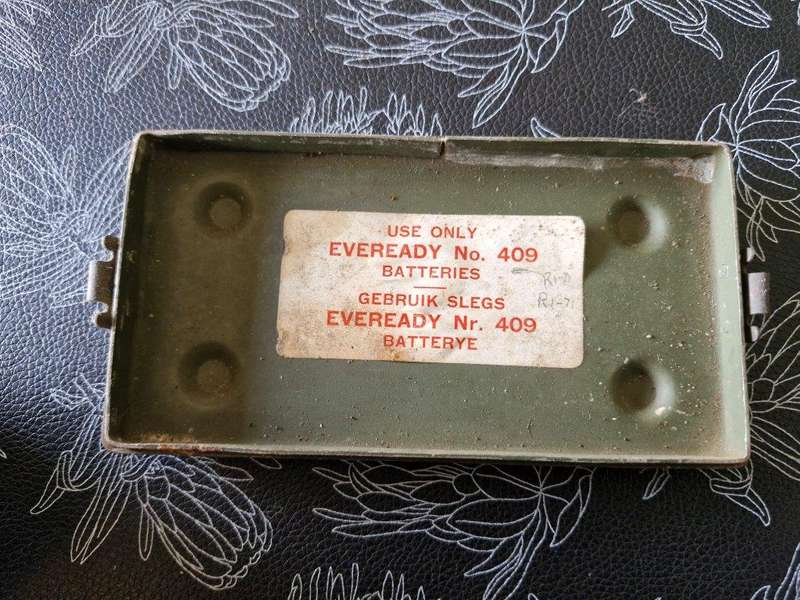 USE ONLY
EVEREADY No. 409
BATTERIES
GEBRUIK SLEGS
EVEREADY Nr. 409
BATTERYE